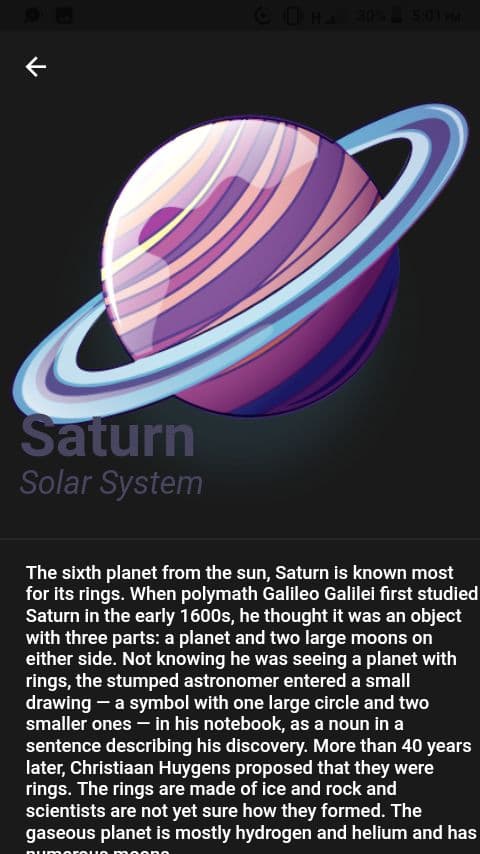 H 30% 5:01 PM
Saturn
Solar System
The sixth planet from the sun, Saturn is known most
for its rings. When polymath Galileo Galilei first studied
Saturn in the early 1600s, he thought it was an object
with three parts: a planet and two large moons on
either side. Not knowing he was seeing a planet with
rings, the stumped astronomer entered a small
drawing — a symbol with one large circle and two
smaller ones — in his notebook, as a noun in a
sentence describing his discovery. More than 40 years
later, Christiaan Huygens proposed that they were
rings. The rings are made of ice and rock and
scientists are not yet sure how they formed. The
gaseous planet is mostly hydrogen and helium and has
numerous moons.